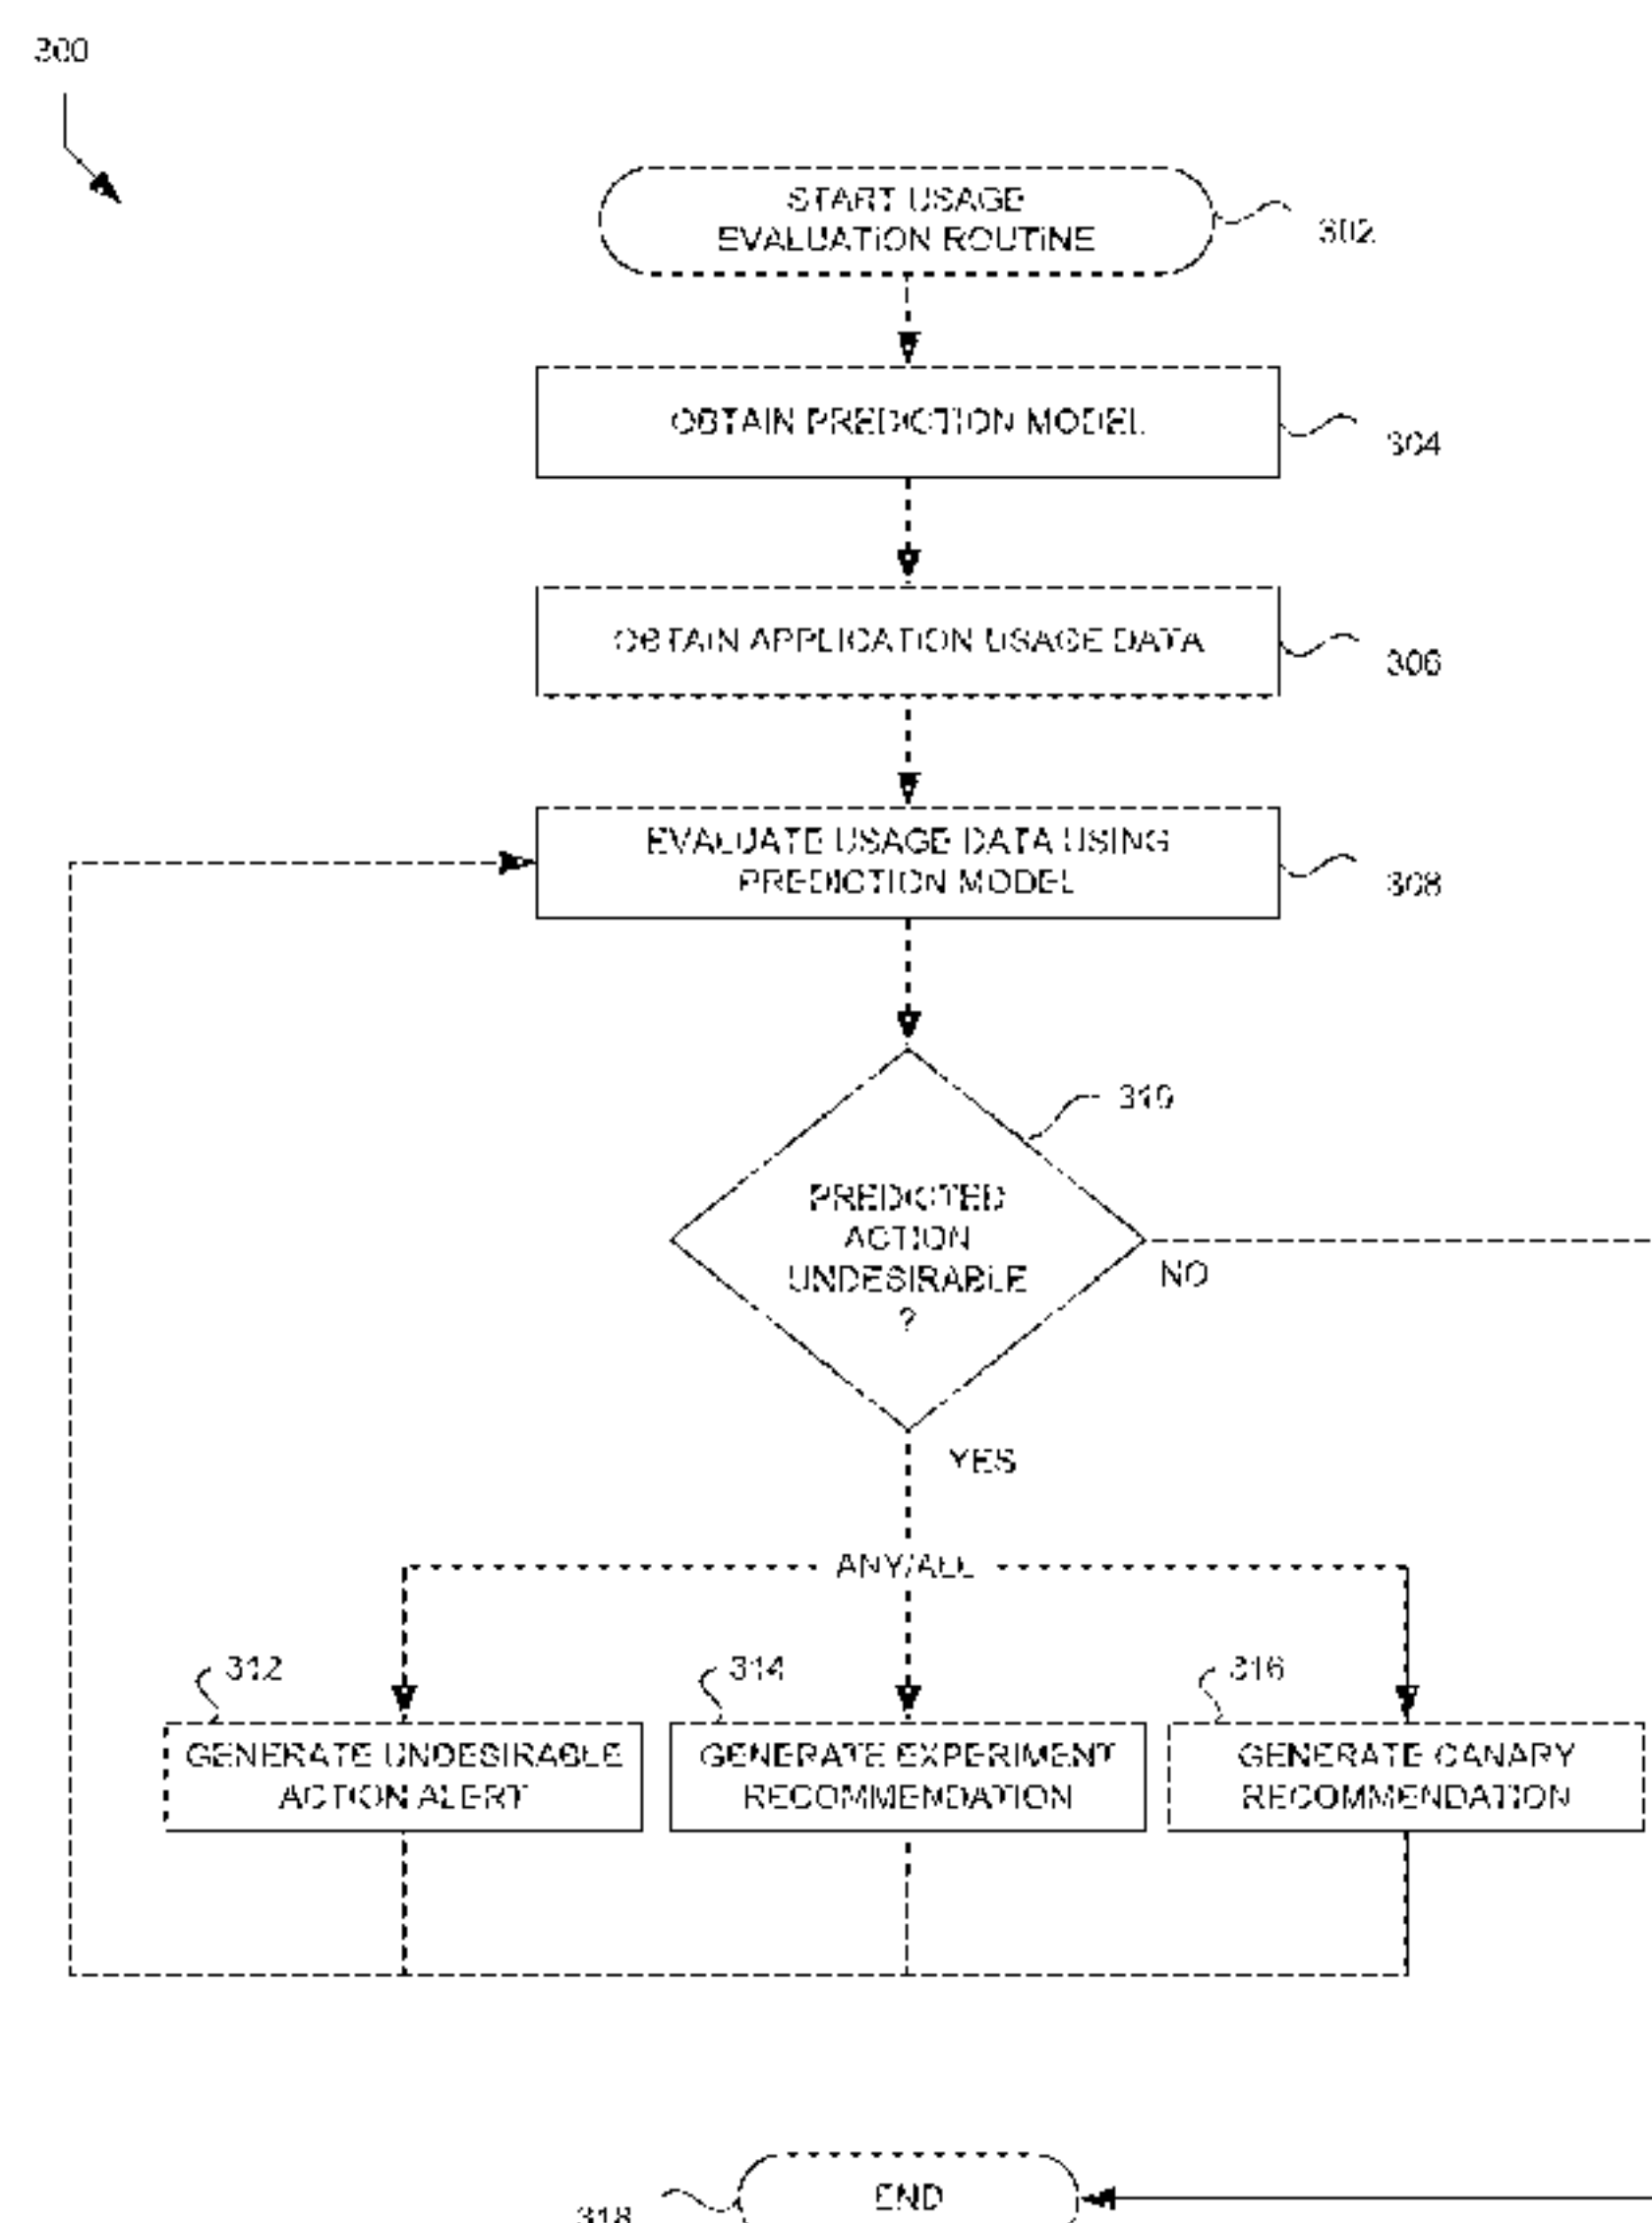 300
START USAGE
EVALUATION ROUTINE
302
OBTAIN PREDICTION MODEL
304
OBTAIN APPLICATION USAGE DATA
306
EVALUATE USAGE DATA USING
PREDICTION MODEL
308
310
PREDICTED
ACTION
UNDESIRABLE
?
NO
YES
ANY/ALL
312
314
316
GENERATE UNDESIRABLE
ACTION ALERT
GENERATE EXPERIMENT
RECOMMENDATION
GENERATE CANARY
RECOMMENDATION
END
318